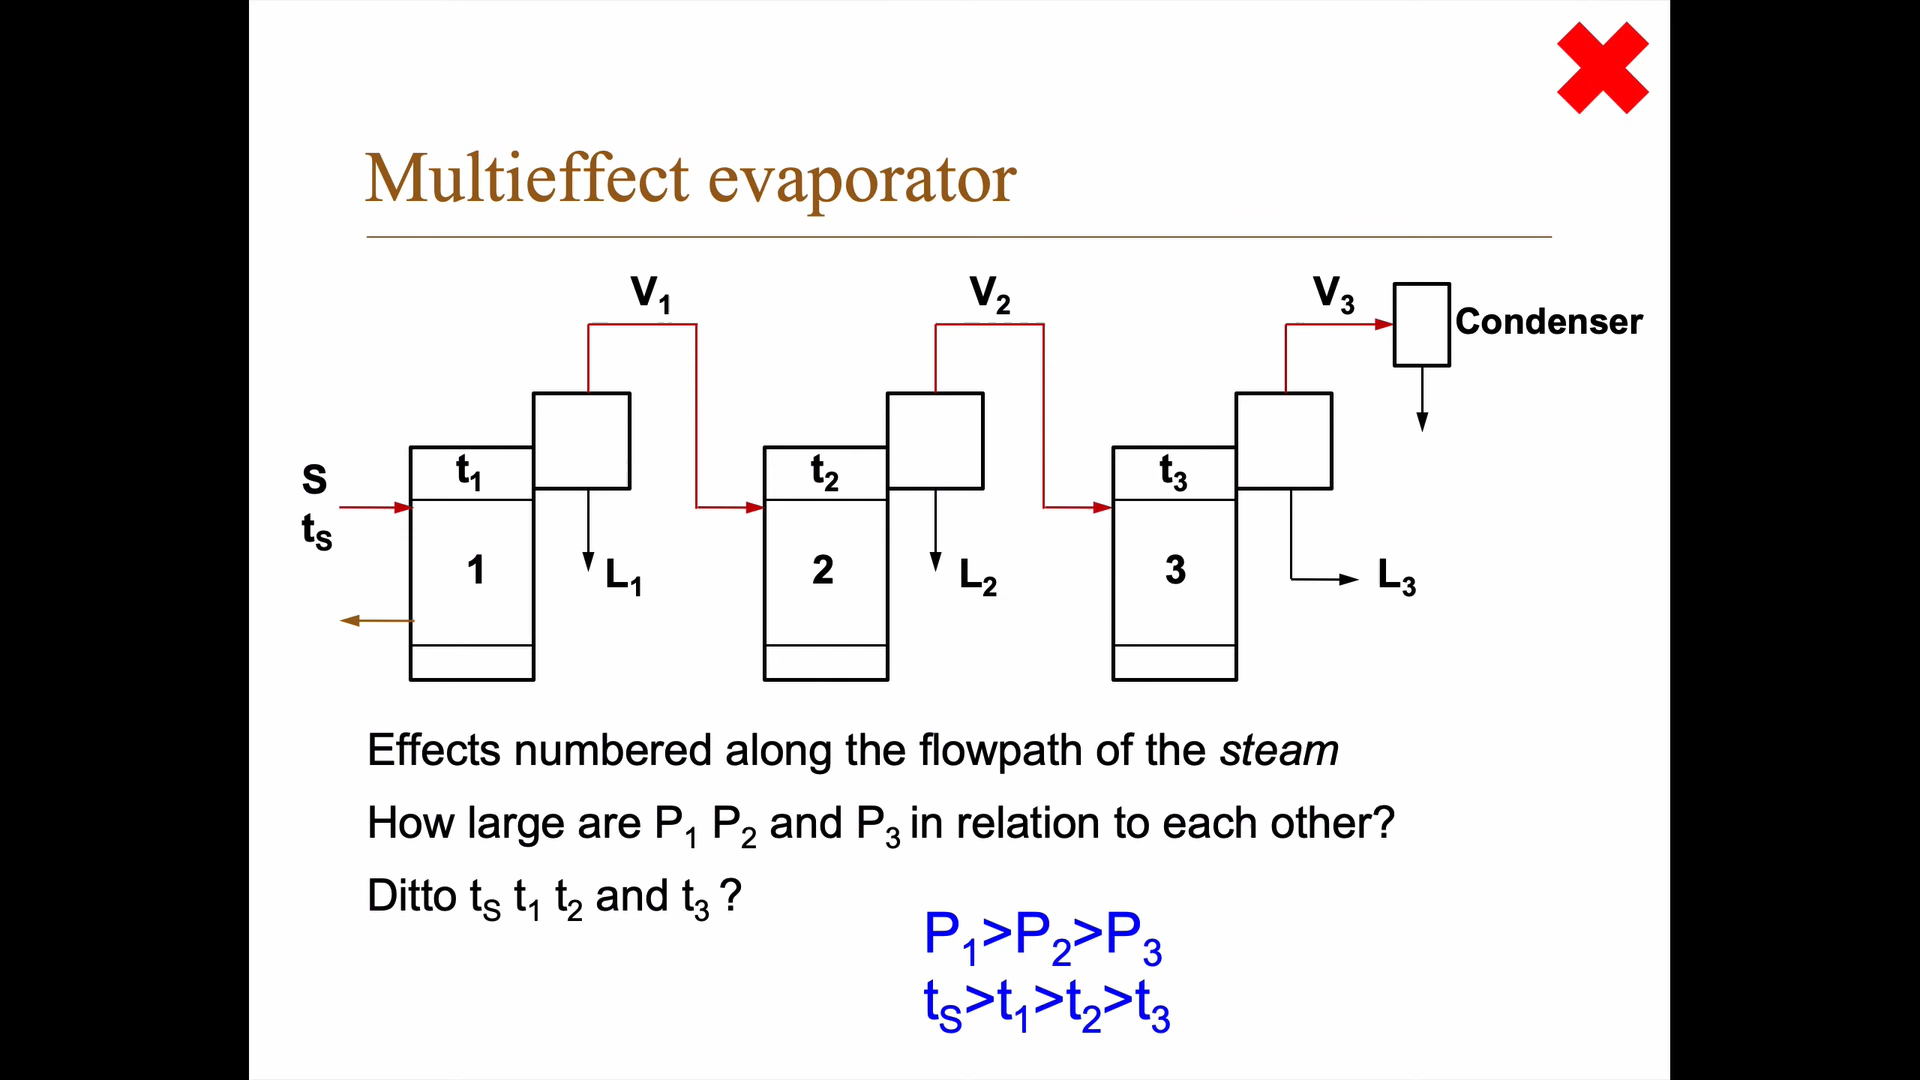 Multieffect evaporator
V₁
V₂
V₃
Condenser
S
tₛ
t₁
t₂
t₃
1
L₁
2
L₂
3
L₃
Effects numbered along the flowpath of the steam
How large are P₁ P₂ and P₃ in relation to each other?
Ditto tₛ t₁ t₂ and t₃ ?
P₁>P₂>P₃
tₛ>t₁>t₂>t₃